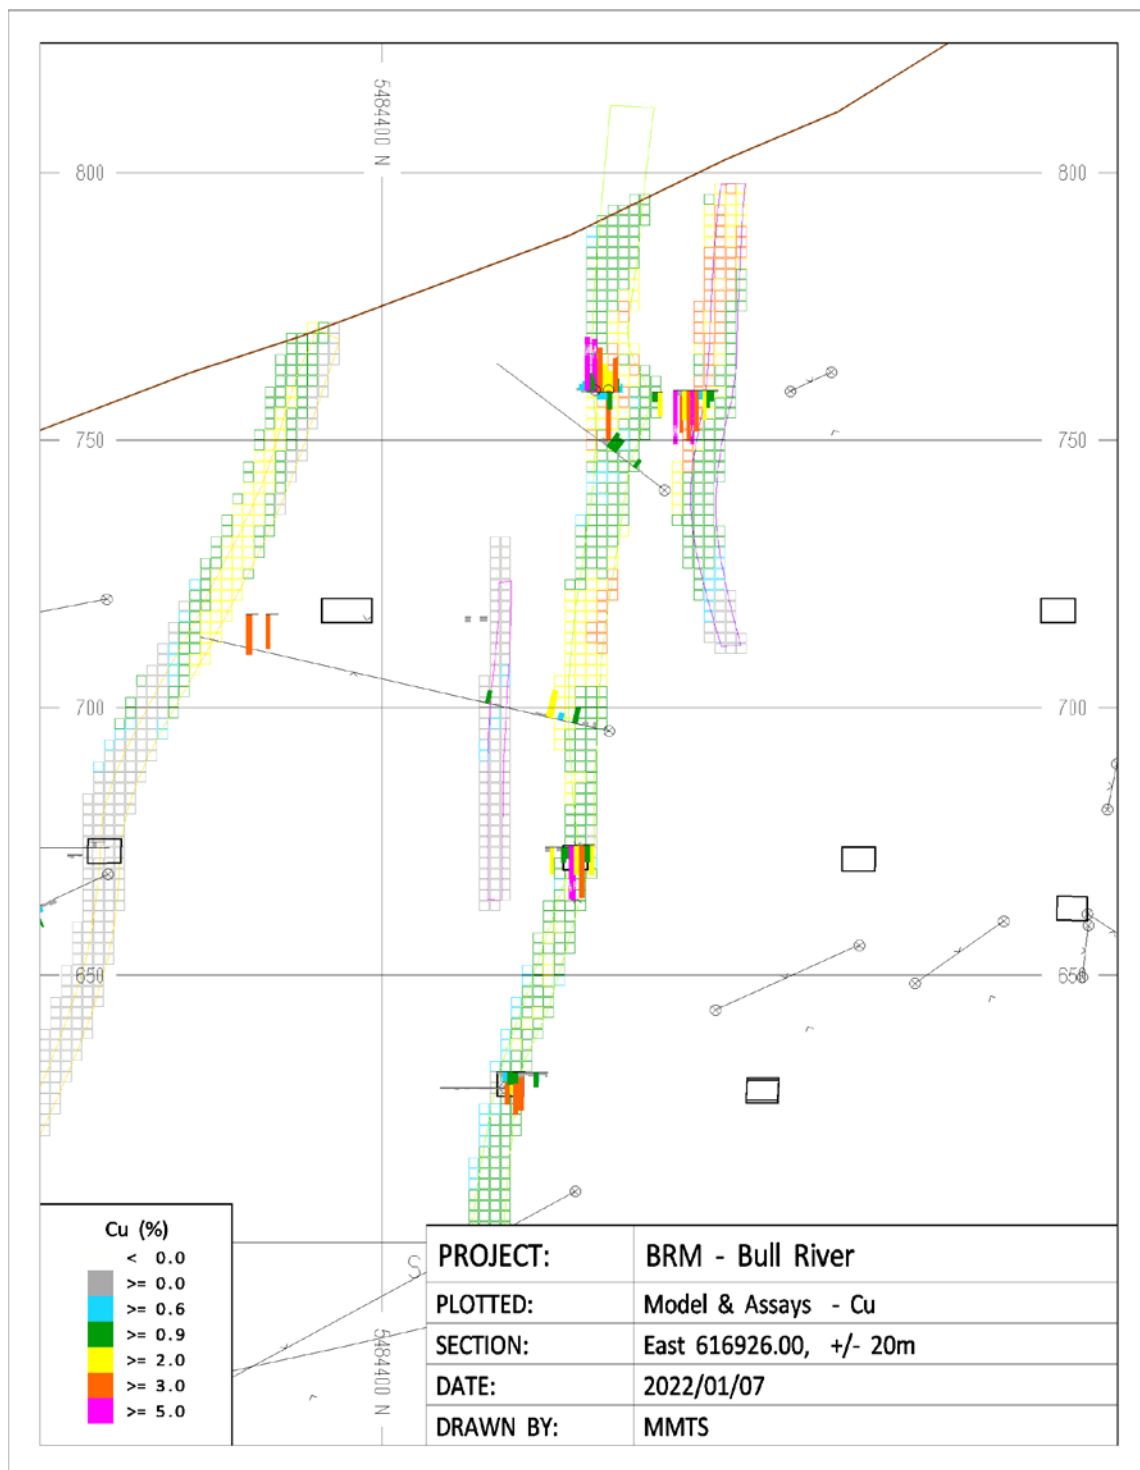 5484400 N
800 800
750 750
700 700
650 650
S
5484400 N
Cu (%)
< 0.0
>= 0.0
>= 0.6
>= 0.9
>= 2.0
>= 3.0
>= 5.0
PROJECT: BRM - Bull River
PLOTTED: Model & Assays - Cu
SECTION: East 616926.00, +/- 20m
DATE: 2022/01/07
DRAWN BY: MMTS